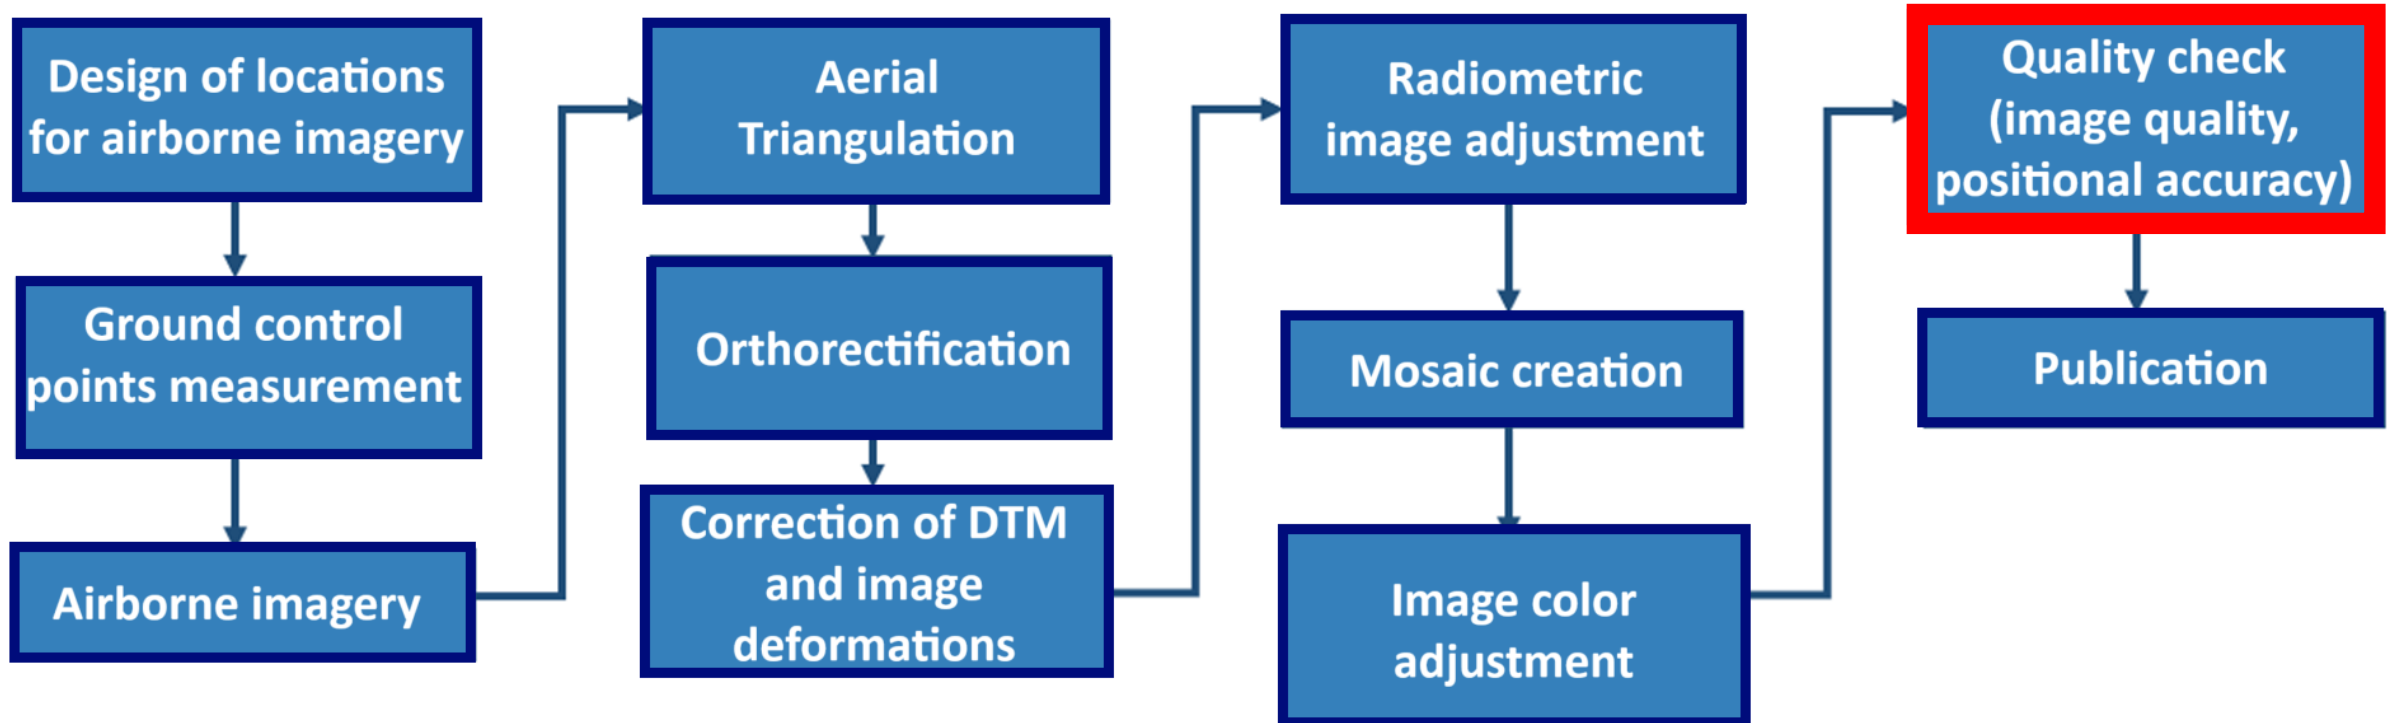 Design of locations
for airborne imagery
Ground control
points measurement
Airborne imagery
Aerial
Triangulation
Orthorectification
Correction of DTM
and image
deformations
Radiometric
image adjustment
Mosaic creation
Image color
adjustment
Quality check
(image quality,
positional accuracy)
Publication